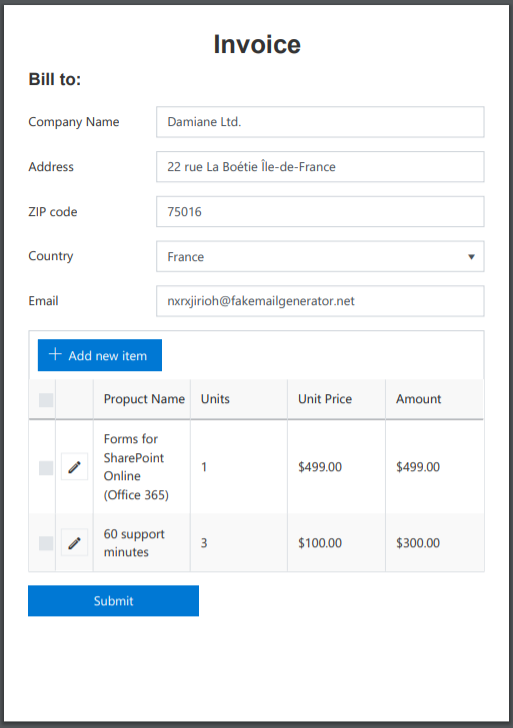 Invoice
Bill to:
Company Name Damiane Ltd.
Address 22 rue La Boétie Île-de-France
ZIP code 75016
Country France
Email nxrxjirioh@fakemailgenerator.net
Add new item
Propuct Name Units Unit Price Amount
Forms for
SharePoint
Online
(Office 365)
1 $499.00 $499.00
60 support
minutes
3 $100.00 $300.00
Submit